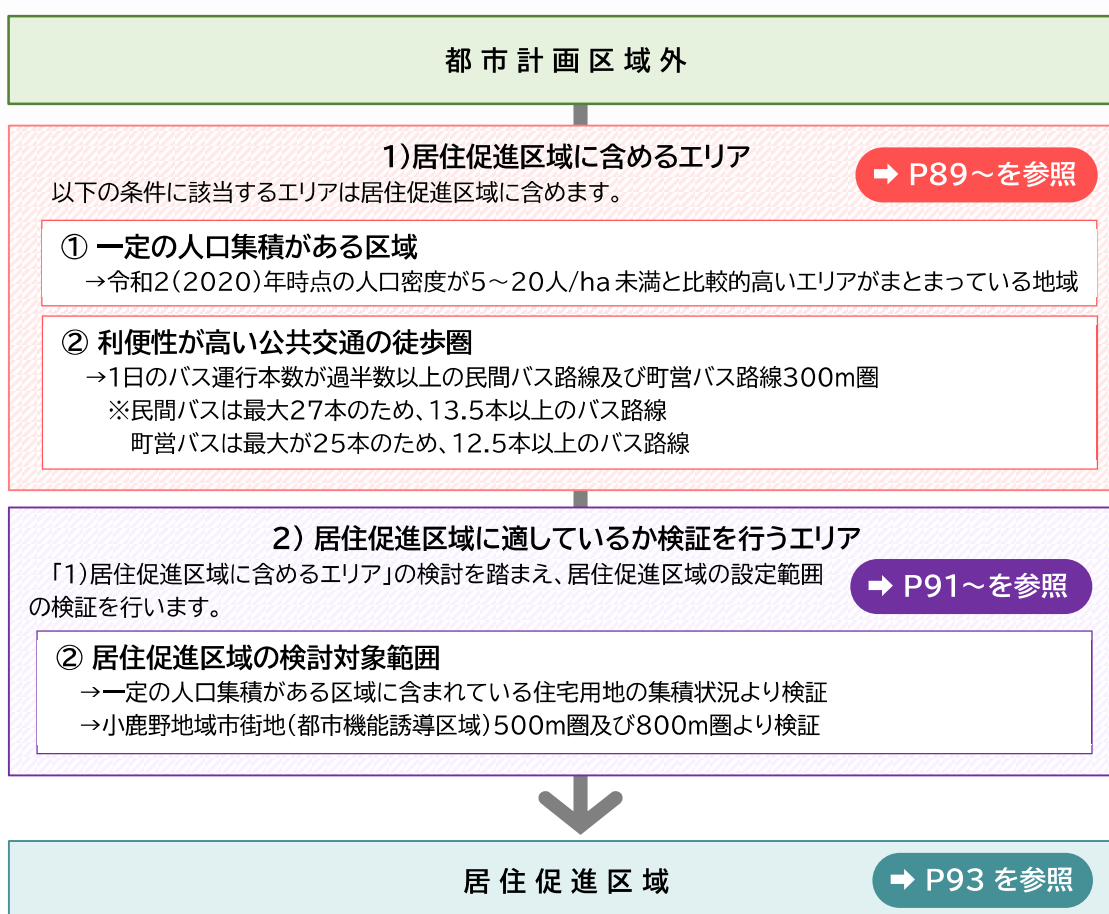 都市計画区域外
1)居住促進区域に含めるエリア
➡ P89~を参照
以下の条件に該当するエリアは居住促進区域に含めます。
① 一定の人口集積がある区域
→令和2(2020)年時点の人口密度が5~20人/ha未満と比較的高いエリアがまとまっている地域
② 利便性が高い公共交通の徒歩圏
→1日のバス運行本数が過半数以上の民間バス路線及び町営バス路線300m圏
※民間バスは最大27本のため、13.5本以上のバス路線
町営バスは最大が25本のため、12.5本以上のバス路線
2) 居住促進区域に適しているか検証を行うエリア
「1)居住促進区域に含めるエリア」の検討を踏まえ、居住促進区域の設定範囲
の検証を行います。
➡ P91~を参照
② 居住促進区域の検討対象範囲
→一定の人口集積がある区域に含まれている住宅用地の集積状況より検証
→小鹿野地域市街地(都市機能誘導区域)500m圏及び800m圏より検証
居住促進区域
➡ P93 を参照